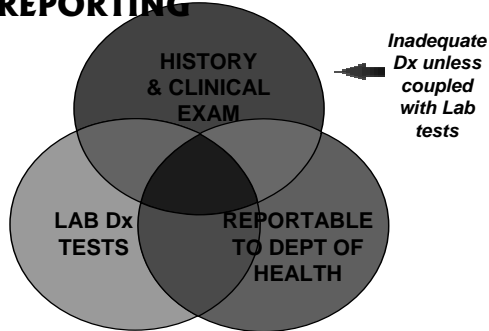 REPORTING
HISTORY
& CLINICAL
EXAM
Inadequate
Dx unless
coupled
with Lab
tests
LAB Dx
TESTS
REPORTABLE
TO DEPT OF
HEALTH